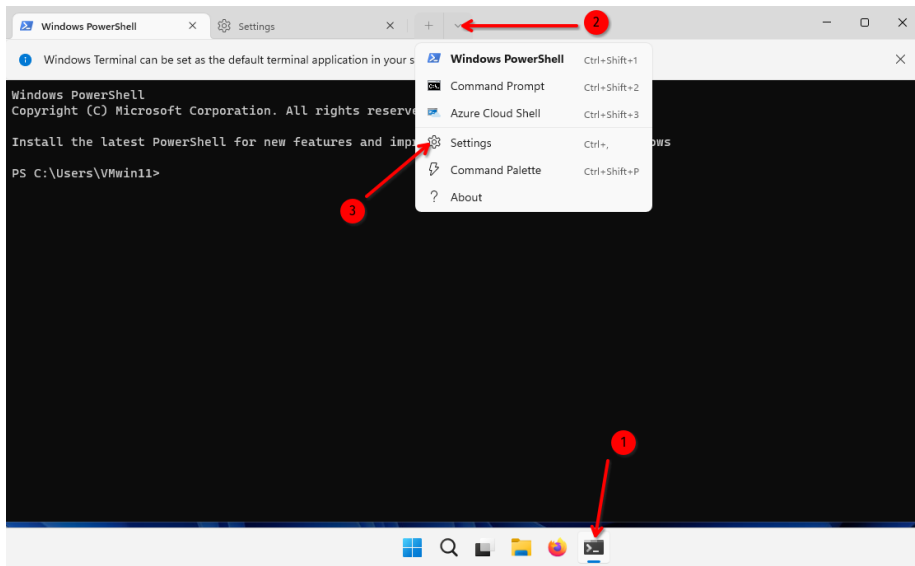 Windows PowerShell
Settings
2
Windows Terminal can be set as the default terminal application in your s
Windows PowerShell Ctrl+Shift+1
Command Prompt Ctrl+Shift+2
Azure Cloud Shell Ctrl+Shift+3
Settings Ctrl+,
Command Palette Ctrl+Shift+P
? About
Windows PowerShell
Copyright (C) Microsoft Corporation. All rights reserve
Install the latest PowerShell for new features and imp ows
PS C:\Users\VMwin11>
3
1